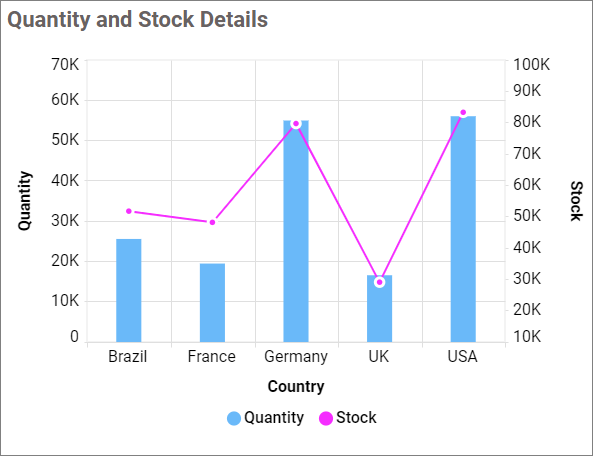 Quantity and Stock Details
70K
60K
50K
40K
30K
20K
10K
0
Quantity
100K
90K
80K
70K
60K
50K
40K
30K
20K
10K
Stock
Brazil France Germany UK USA
Country
Quantity Stock